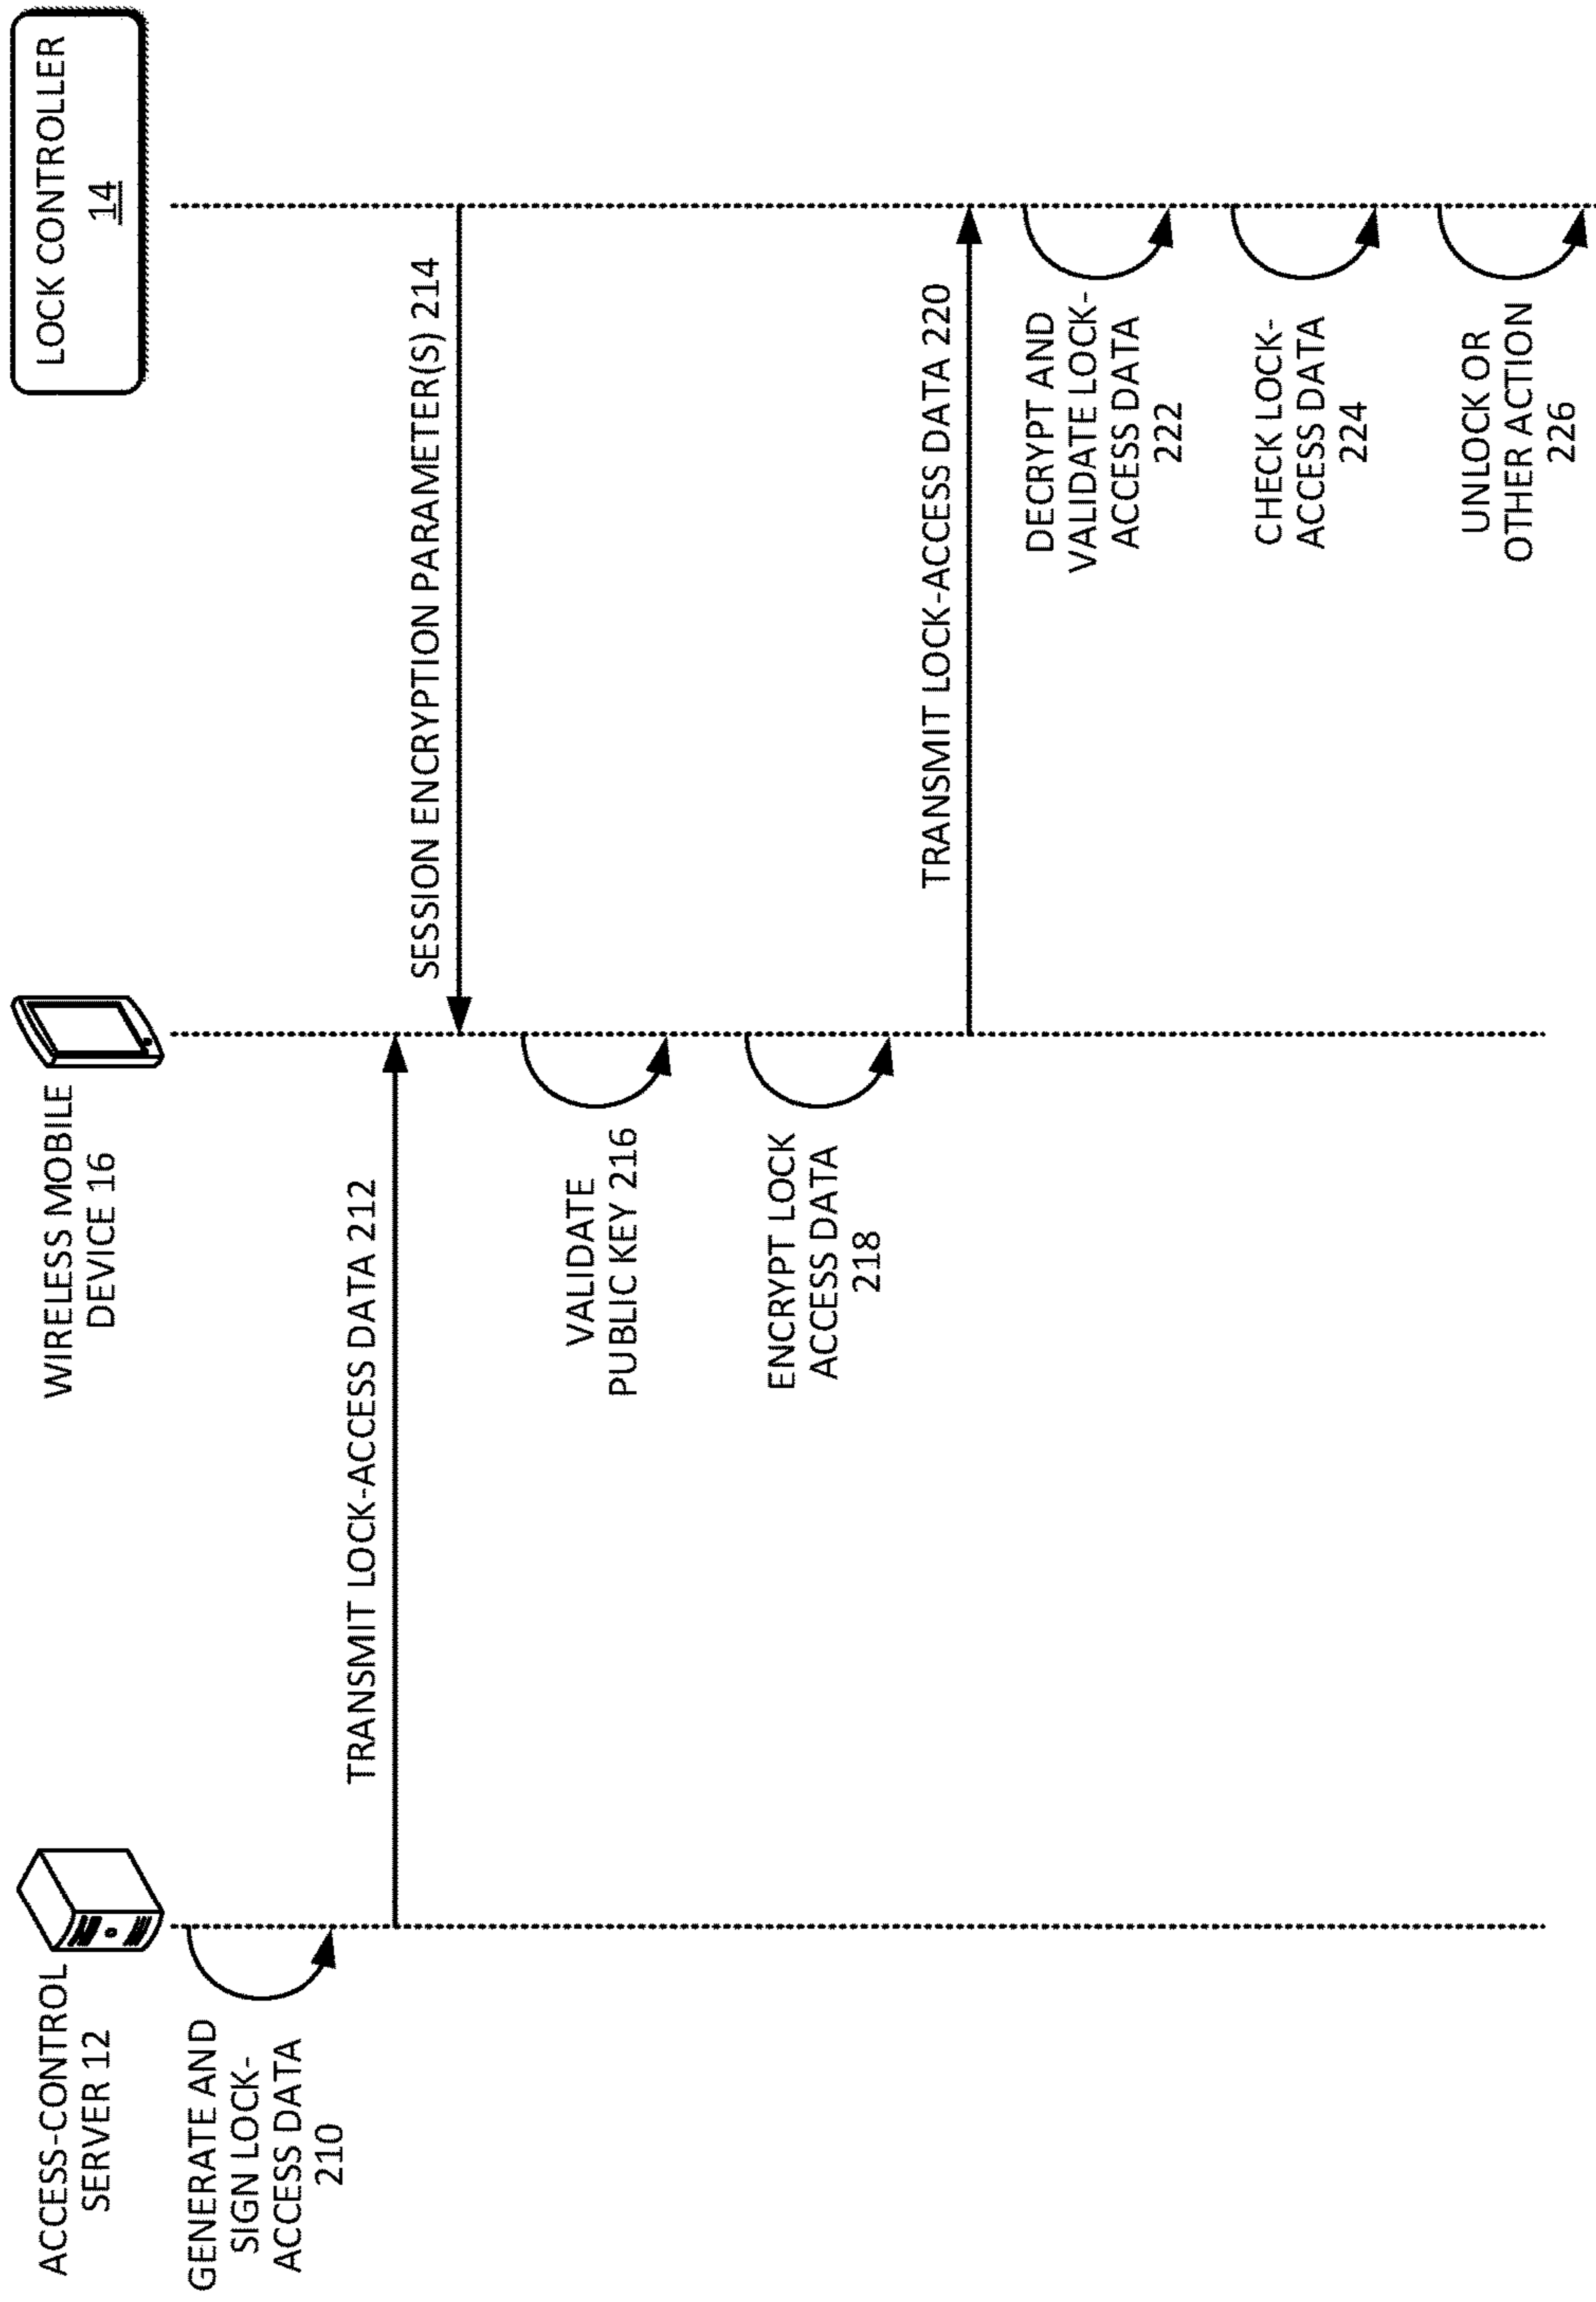 ACCESS-CONTROL
SERVER 12
WIRELESS MOBILE
DEVICE 16
LOCK CONTROLLER
14
GENERATE AND
SIGN LOCK-
ACCESS DATA
210
TRANSMIT LOCK-ACCESS DATA 212
SESSION ENCRYPTION PARAMETER(S) 214
VALIDATE
PUBLIC KEY 216
ENCRYPT LOCK
ACCESS DATA
218
TRANSMIT LOCK-ACCESS DATA 220
DECRYPT AND
VALIDATE LOCK-
ACCESS DATA
222
CHECK LOCK-
ACCESS DATA
224
UNLOCK OR
OTHER ACTION
226